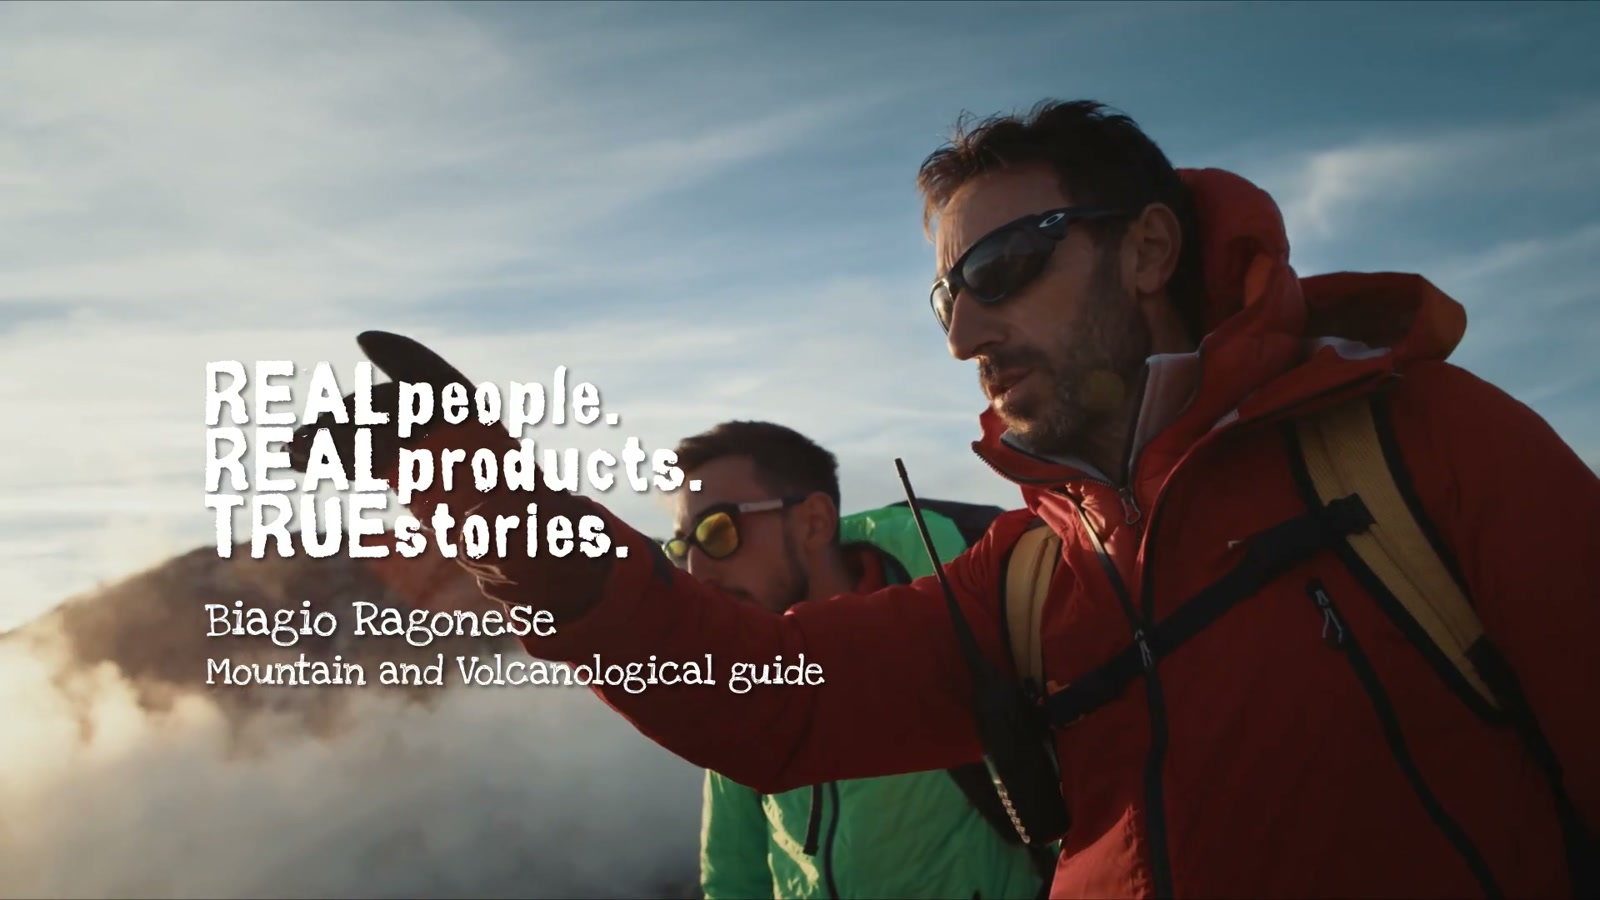 REALpeople.
REALproducts.
TRUEstories.
Biagio Ragonese
Mountain and Volcanological guide